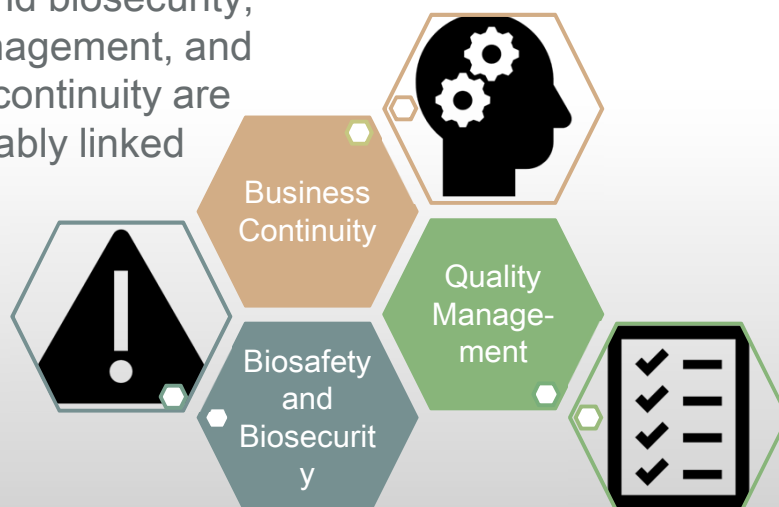 nd biosecurity,
nagement, and
continuity are
ably linked
Business
Continuity
Quality
Manage-
ment
Biosafety
and
Biosecurit
y